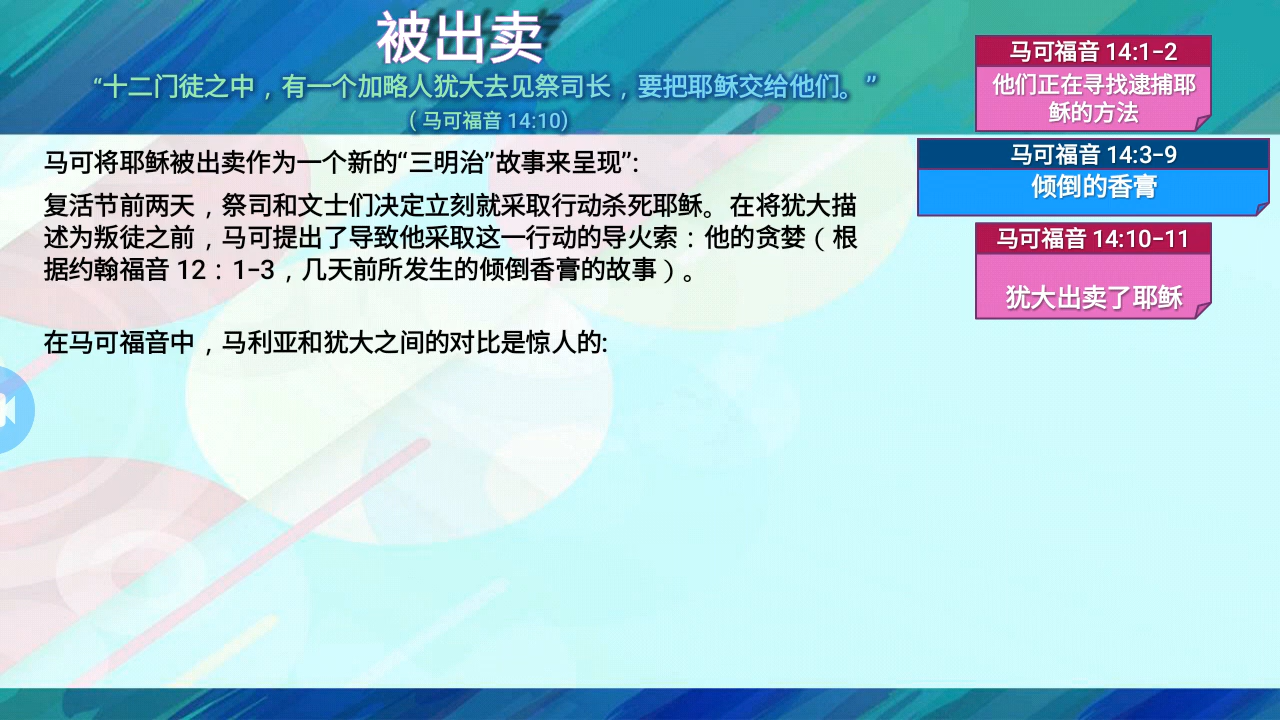 被出卖
“十二门徒之中，有一个加略人犹大去见祭司长，要把耶稣交给他们。”
（马可福音 14:10)
马可将耶稣被出卖作为一个新的“三明治”故事来呈现”:
复活节前两天，祭司和文士们决定立刻就采取行动杀死耶稣。在将犹大描
述为叛徒之前，马可提出了导致他采取这一行动的导火索：他的贪婪（根
据约翰福音 12：1-3，几天前所发生的倾倒香膏的故事）。
在马可福音中，马利亚和犹大之间的对比是惊人的:
马可福音 14:1-2
他们正在寻找逮捕耶
稣的方法
马可福音 14:3-9
倾倒的香膏
马可福音 14:10-11
犹大出卖了耶稣